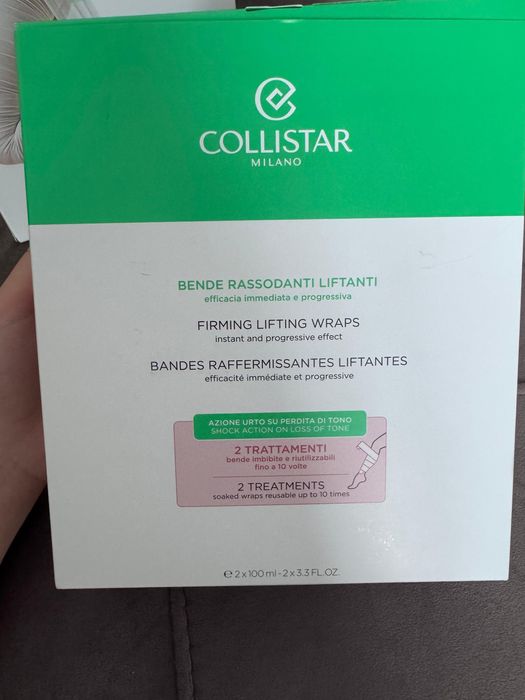 COLLISTAR
MILANO
BENDE RASSODANTI LIFTANTI
efficacia immediata e progressiva
FIRMING LIFTING WRAPS
instant and progressive effect
BANDES RAFFERMISSANTES LIFTANTES
efficacité immédiate et progressive
AZIONE URTO SU PERDITA DI TONO
SHOCK ACTION ON LOSS OF TONE
2 TRATTAMENTI
bende imbibite e riutilizzabili
fino a 10 volte
2 TREATMENTS
soaked wraps reusable up to 10 times
℮ 2 x 100 ml - 2 x 3.3 FL.OZ.